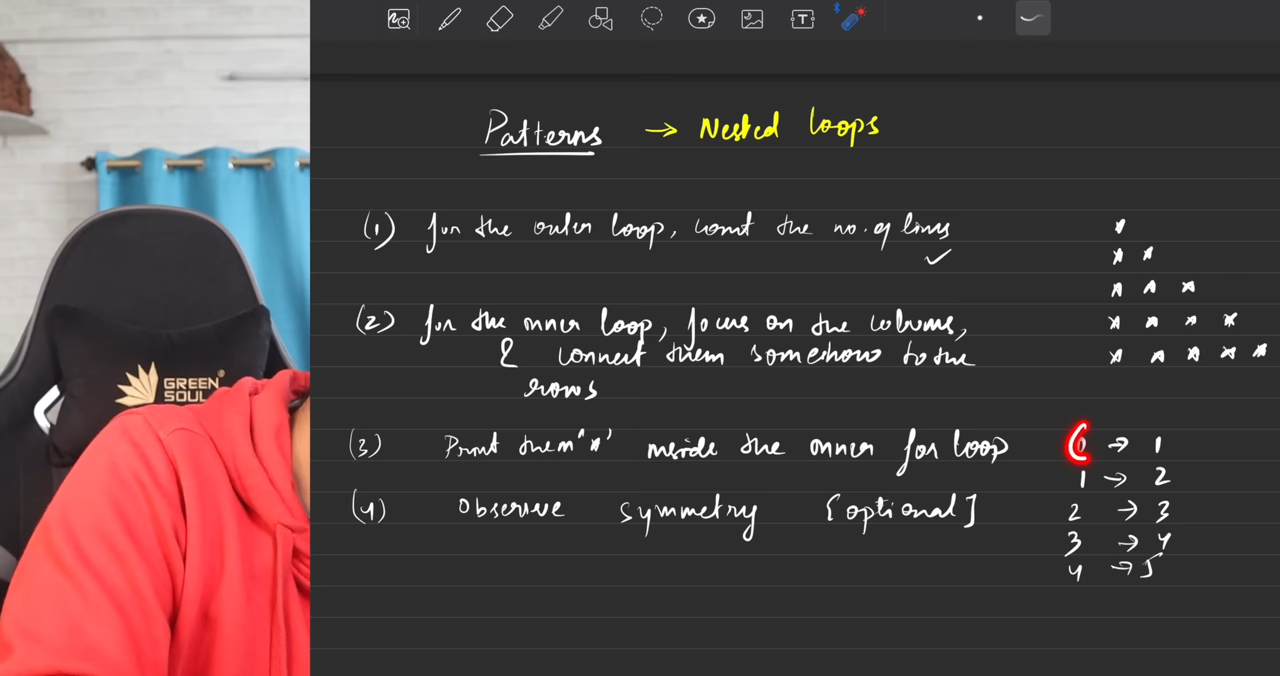 T
Patterns → Nested loops
(1) for the outer loop, count the no. of lines ✓
(2) for the inner loop, focus on the columns,
& connect them somehow to the
rows
(3) Print them '*' inside the inner for loop
(4) Observe symmetry [optional]
*
* *
* * *
* * * *
* * * * *
0 → 1
1 → 2
2 → 3
3 → 4
4 → 5
GREEN
SOUL